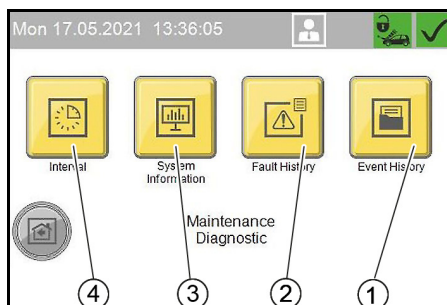 Mon 17.05.2021 13:36:05
Interval
System
Information
Fault History
Event History
Maintenance
Diagnostic
4
3
2
1